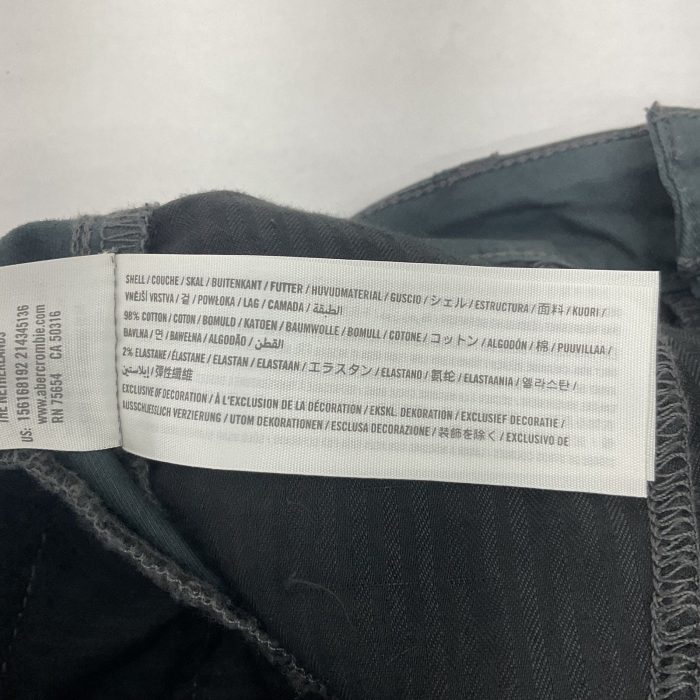 SHELL / COUCHE / SKAL / BUITENKANT / FUTTER / HUVUDMATERIAL / GUSCIO / シェル / ESTRUCTURA / 面料 / KUORI /
VNĚJŠÍ VRSTVA / 겉 / POWŁOKA / LAG / CAMADA / الطبقة /
98% COTTON / COTON / BOMULD / KATOEN / BAUMWOLLE / BOMULL / COTONE / コットン / ALGODÓN / 棉 / PUUVILLAA /
BAVLNA / 면 / BAWEŁNA / ALGODÃO / القطن /
2% ELASTANE / ÉLASTANE / ELASTAN / ELASTAAN / エラスタン / ELASTANO / 氨纶 / ELASTAANIA / 엘라스탄 /
إيلاستين / 彈性纖維
EXCLUSIVE OF DECORATION / À L'EXCLUSION DE LA DÉCORATION / EKSKL. DEKORATION / EXCLUSIEF DECORATIE /
AUSSCHLIESSLICH VERZIERUNG / UTOM DEKORATIONEN / ESCLUSA DECORAZIONE / 装飾を除く / EXCLUSIVO DE
THE NETHERLANDS
US: 156168192 214345136
www.abercrombie.com
RN 75654 CA 50316